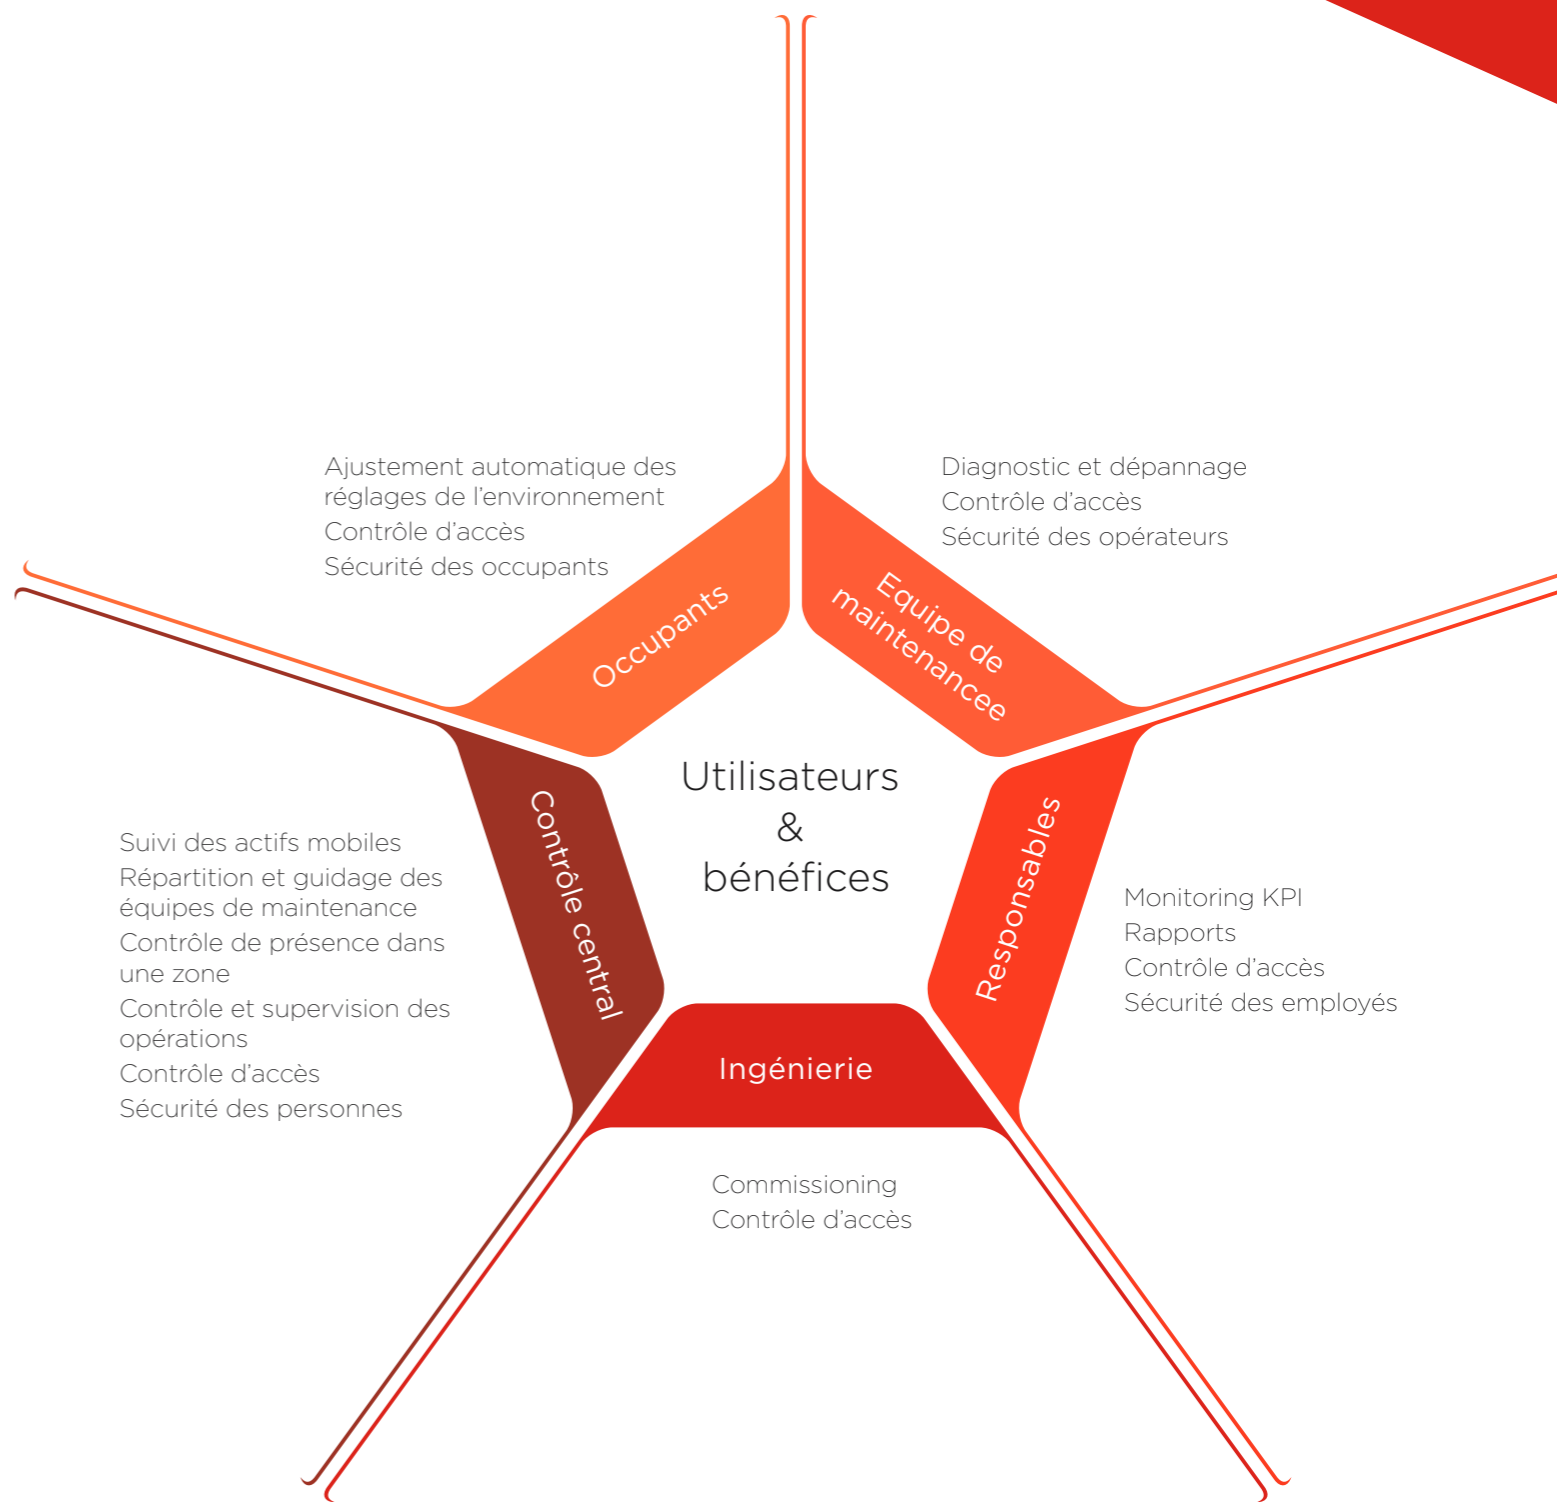 Ajustement automatique des
réglages de l’environnement
Contrôle d’accès
Sécurité des occupants
Occupants
Diagnostic et dépannage
Contrôle d’accès
Sécurité des opérateurs
Equipe de
maintenancee
Utilisateurs
&
bénéfices
Contrôle central
Suivi des actifs mobiles
Répartition et guidage des
équipes de maintenance
Contrôle de présence dans
une zone
Contrôle et supervision des
opérations
Contrôle d’accès
Sécurité des personnes
Responsables
Monitoring KPI
Rapports
Contrôle d’accès
Sécurité des employés
Ingénierie
Commissioning
Contrôle d’accès